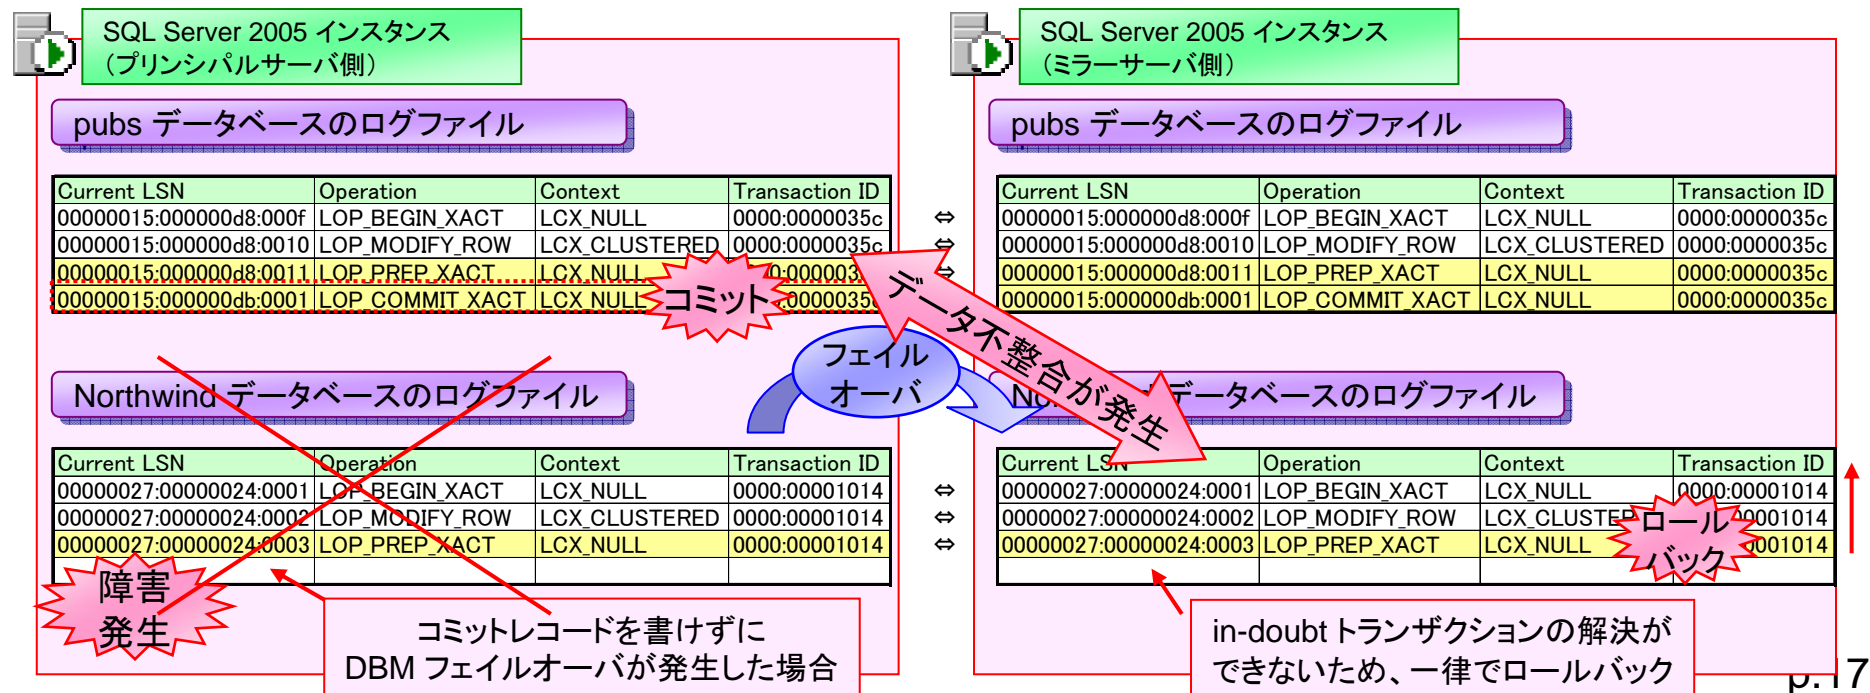 SQL Server 2005 インスタンス
（プリンシパルサーバ側）
pubs データベースのログファイル
Current LSN Operation Context Transaction ID
00000015:000000d8:000f LOP_BEGIN_XACT LCX_NULL 0000:0000035c
00000015:000000d8:0010 LOP_MODIFY_ROW LCX_CLUSTERED 0000:0000035c
00000015:000000d8:0011 LOP_PREP_XACT LCX_NULL
00000015:000000db:0001 LOP_COMMIT_XACT LCX_NULL
コミット
Northwind データベースのログファイル
Current LSN Operation Context Transaction ID
00000027:00000024:0001 LOP_BEGIN_XACT LCX_NULL 0000:00001014
00000027:00000024:0002 LOP_MODIFY_ROW LCX_CLUSTERED 0000:00001014
00000027:00000024:0003 LOP_PREP_XACT LCX_NULL 0000:00001014
障害
発生
コミットレコードを書けずに
DBM フェイルオーバが発生した場合
フェイル
オーバ
データ不整合が発生
⇔
⇔
⇔
⇔
⇔
⇔
SQL Server 2005 インスタンス
（ミラーサーバ側）
pubs データベースのログファイル
Current LSN Operation Context Transaction ID
00000015:000000d8:000f LOP_BEGIN_XACT LCX_NULL 0000:0000035c
00000015:000000d8:0010 LOP_MODIFY_ROW LCX_CLUSTERED 0000:0000035c
00000015:000000d8:0011 LOP_PREP_XACT LCX_NULL 0000:0000035c
00000015:000000db:0001 LOP_COMMIT_XACT LCX_NULL 0000:0000035c
データベースのログファイル
Current LSN Operation Context Transaction ID
00000027:00000024:0001 LOP_BEGIN_XACT LCX_NULL 0000:00001014
00000027:00000024:0002 LOP_MODIFY_ROW
00000027:00000024:0003 LOP_PREP_XACT LCX_NULL
ロール
バック
in-doubt トランザクションの解決が
できないため、一律でロールバック
p.17